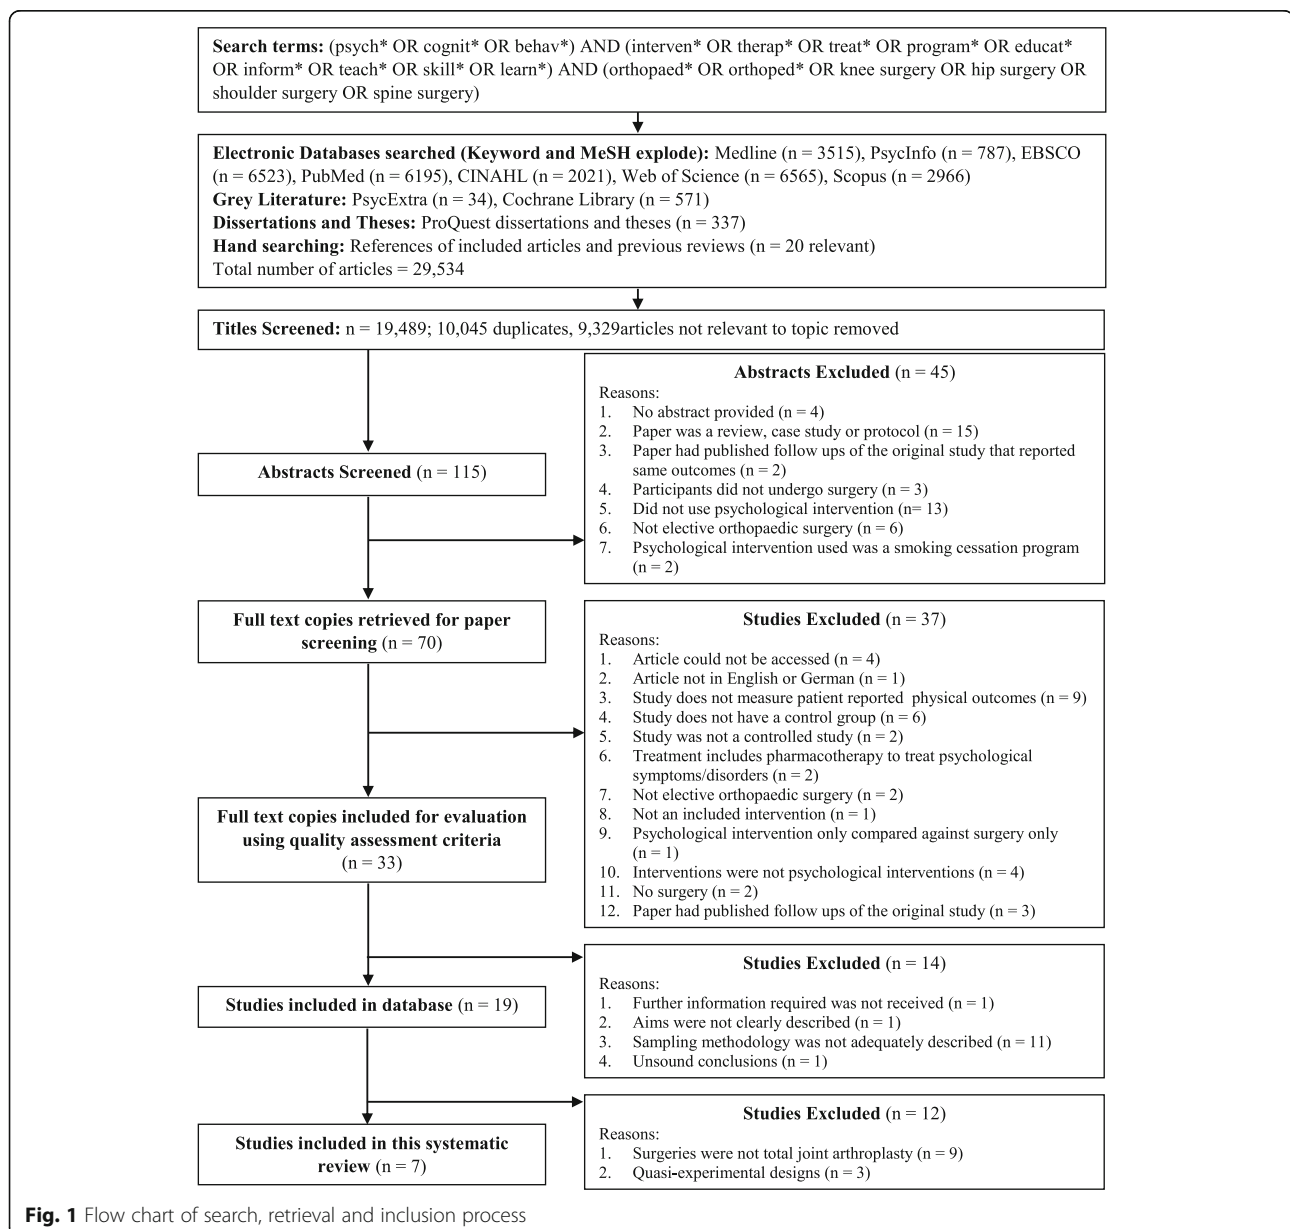 Search terms: (psych* OR cognit* OR behav*) AND (interven* OR therap* OR treat* OR program* OR educat*
OR inform* OR teach* OR skill* OR learn*) AND (orthopaed* OR orthoped* OR knee surgery OR hip surgery OR
shoulder surgery OR spine surgery)
Electronic Databases searched (Keyword and MeSH explode): Medline (n = 3515), PsycInfo (n = 787), EBSCO
(n = 6523), PubMed (n = 6195), CINAHL (n = 2021), Web of Science (n = 6565), Scopus (n = 2966)
Grey Literature: PsycExtra (n = 34), Cochrane Library (n = 571)
Dissertations and Theses: ProQuest dissertations and theses (n = 337)
Hand searching: References of included articles and previous reviews (n = 20 relevant)
Total number of articles = 29,534
Titles Screened: n = 19,489; 10,045 duplicates, 9,329articles not relevant to topic removed
Abstracts Excluded (n = 45)
Reasons:
1. No abstract provided (n = 4)
2. Paper was a review, case study or protocol (n = 15)
3. Paper had published follow ups of the original study that reported
same outcomes (n = 2)
4. Participants did not undergo surgery (n = 3)
5. Did not use psychological intervention (n= 13)
6. Not elective orthopaedic surgery (n = 6)
7. Psychological intervention used was a smoking cessation program
(n = 2)
Abstracts Screened (n = 115)
Full text copies retrieved for paper
screening (n = 70)
Studies Excluded (n = 37)
Reasons:
1. Article could not be accessed (n = 4)
2. Article not in English or German (n = 1)
3. Study does not measure patient reported physical outcomes (n = 9)
4. Study does not have a control group (n = 6)
5. Study was not a controlled study (n = 2)
6. Treatment includes pharmacotherapy to treat psychological
symptoms/disorders (n = 2)
7. Not elective orthopaedic surgery (n = 2)
8. Not an included intervention (n = 1)
9. Psychological intervention only compared against surgery only
(n = 1)
10. Interventions were not psychological interventions (n = 4)
11. No surgery (n = 2)
12. Paper had published follow ups of the original study (n = 3)
Full text copies included for evaluation
using quality assessment criteria
(n = 33)
Studies Excluded (n = 14)
Reasons:
1. Further information required was not received (n = 1)
2. Aims were not clearly described (n = 1)
3. Sampling methodology was not adequately described (n = 11)
4. Unsound conclusions (n = 1)
Studies included in database (n = 19)
Studies Excluded (n = 12)
Reasons:
1. Surgeries were not total joint arthroplasty (n = 9)
2. Quasi-experimental designs (n = 3)
Studies included in this systematic
review (n = 7)
Fig. 1 Flow chart of search, retrieval and inclusion process